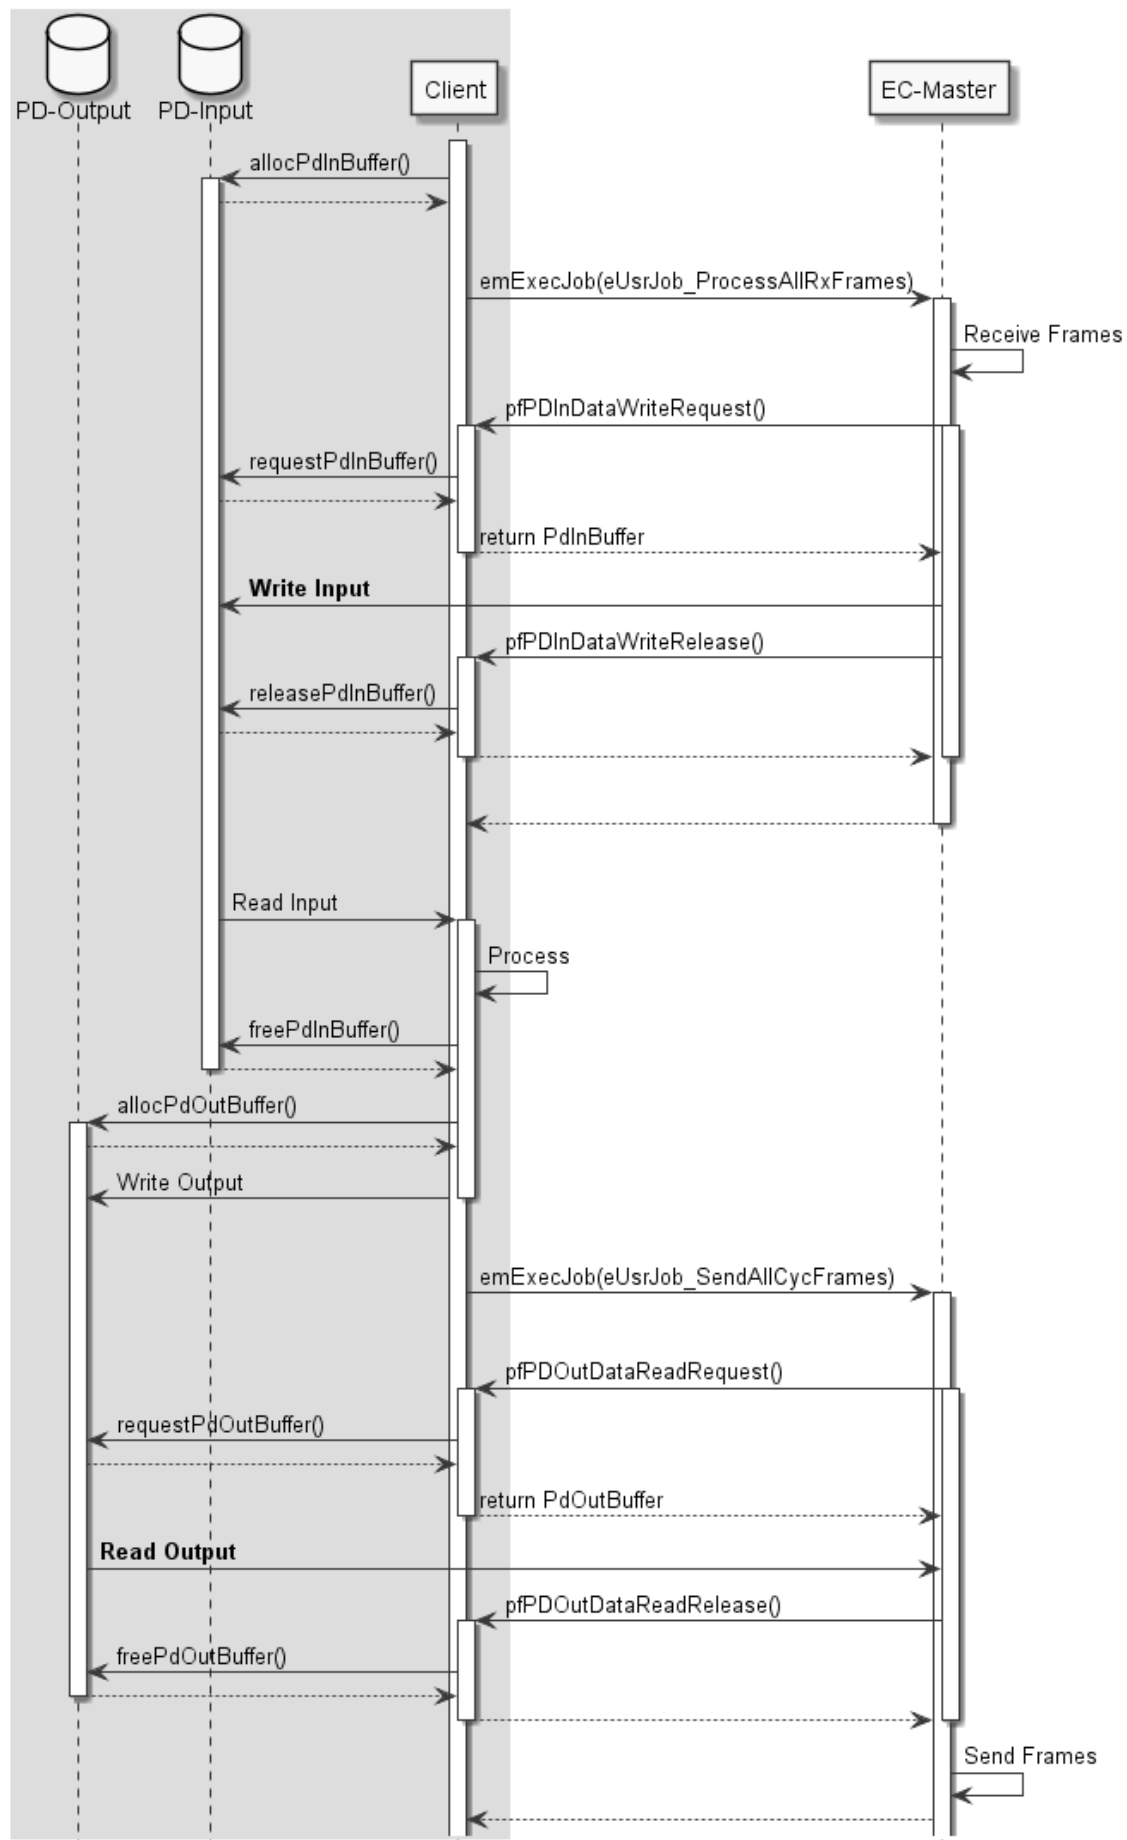 PD-Output
PD-Input
Client
EC-Master
allocPdInBuffer()
emExecJob(eUsrJob_ProcessAllRxFrames)
Receive Frames
pfPDInDataWriteRequest()
requestPdInBuffer()
return PdInBuffer
Write Input
pfPDInDataWriteRelease()
releasePdInBuffer()
Read Input
Process
freePdInBuffer()
allocPdOutBuffer()
Write Output
emExecJob(eUsrJob_SendAllCycFrames)
pfPDOutDataReadRequest()
requestPdOutBuffer()
return PdOutBuffer
Read Output
pfPDOutDataReadRelease()
freePdOutBuffer()
Send Frames